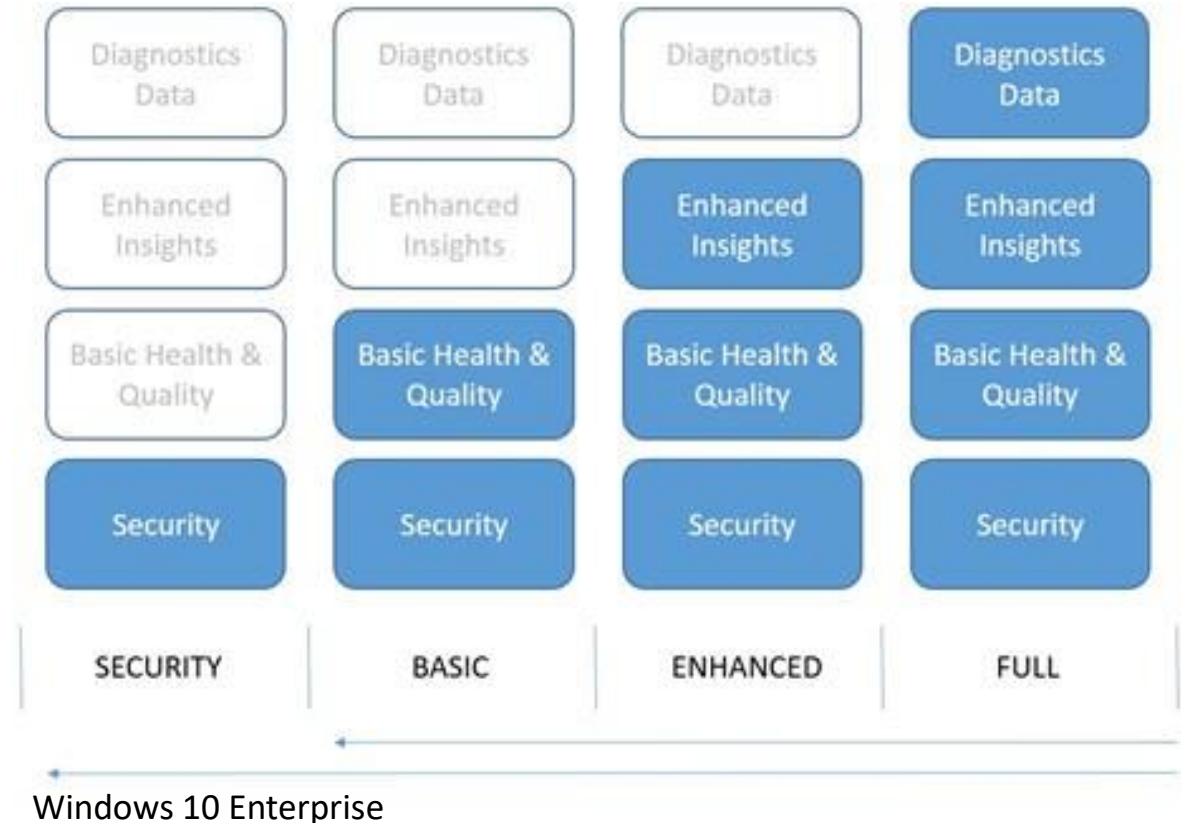 Diagnostics Data
Diagnostics Data
Diagnostics Data
Diagnostics Data
Enhanced Insights
Enhanced Insights
Enhanced Insights
Enhanced Insights
Basic Health & Quality
Basic Health & Quality
Basic Health & Quality
Basic Health & Quality
Security
Security
Security
Security
SECURITY
BASIC
ENHANCED
FULL
Windows 10 Enterprise